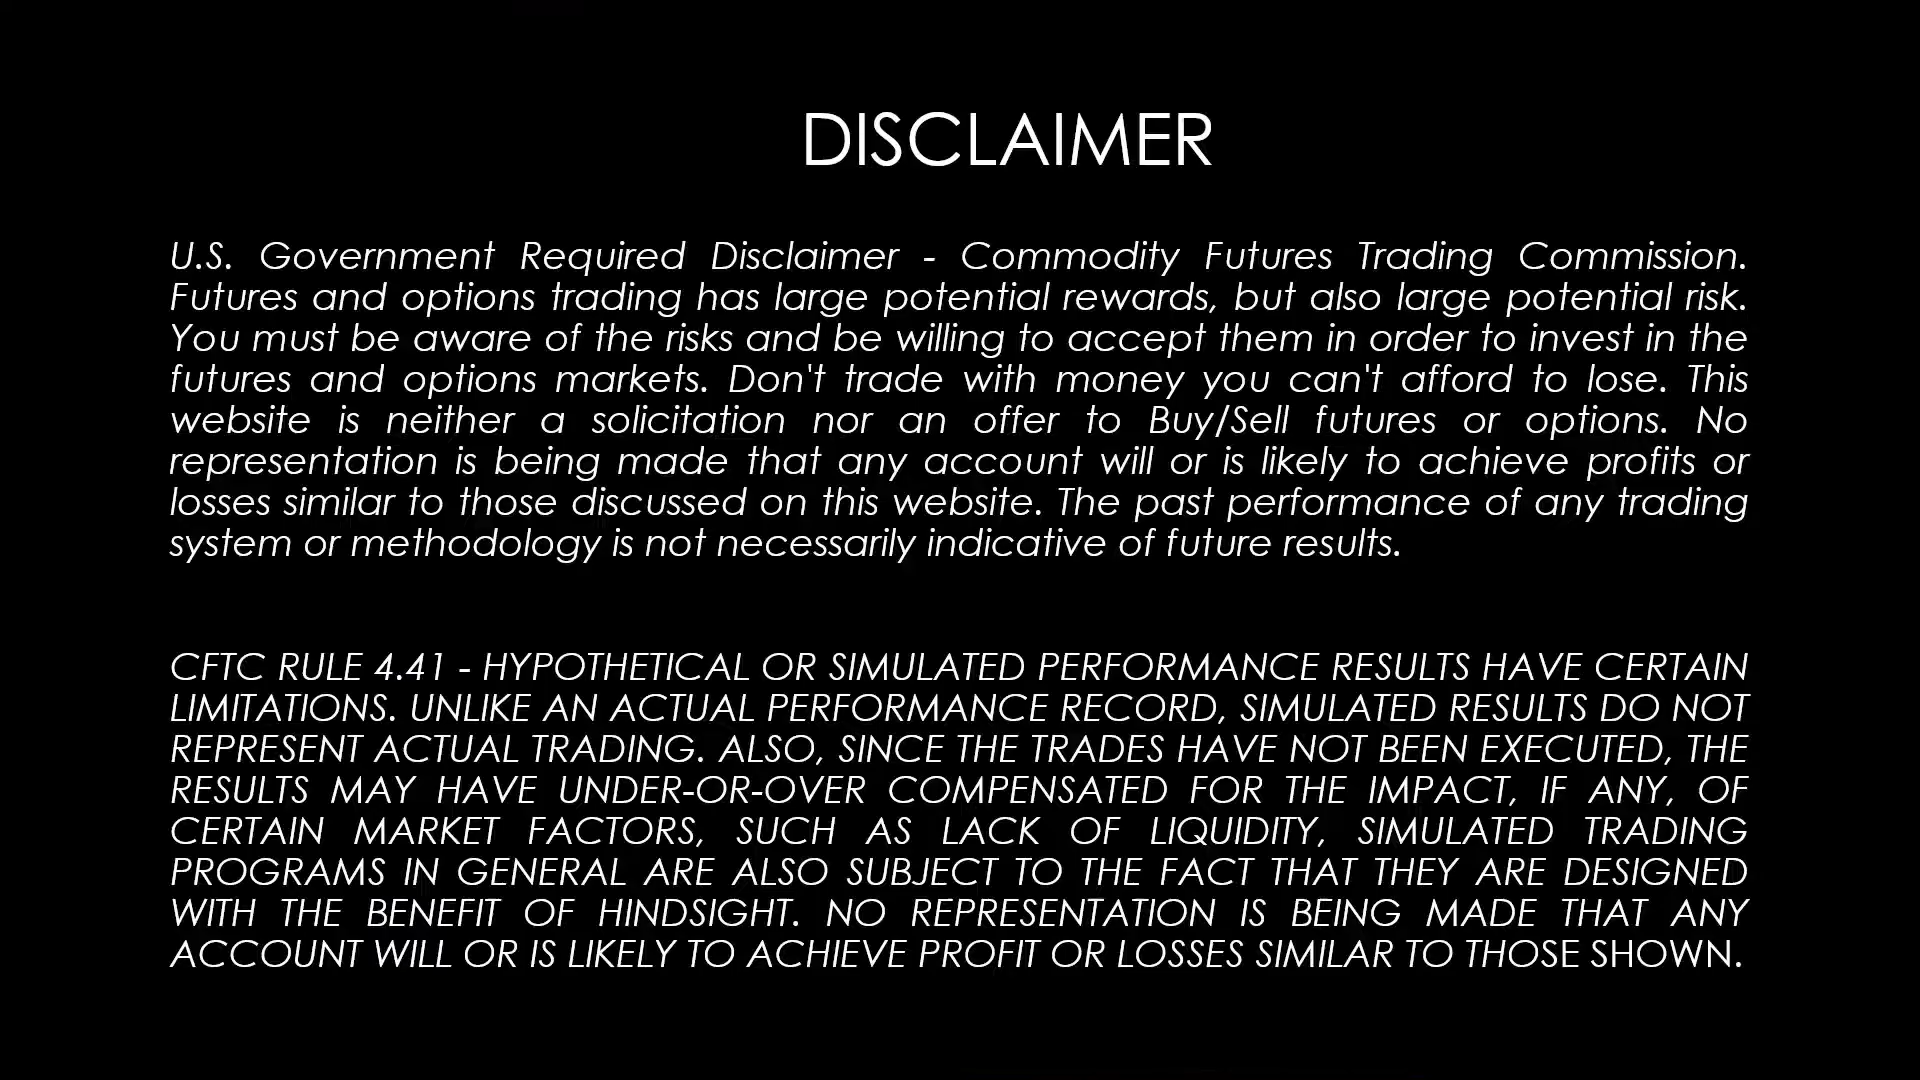 DISCLAIMER
U.S. Government Required Disclaimer - Commodity Futures Trading Commission.
Futures and options trading has large potential rewards, but also large potential risk.
You must be aware of the risks and be willing to accept them in order to invest in the
futures and options markets. Don't trade with money you can't afford to lose. This
website is neither a solicitation nor an offer to Buy/Sell futures or options. No
representation is being made that any account will or is likely to achieve profits or
losses similar to those discussed on this website. The past performance of any trading
system or methodology is not necessarily indicative of future results.
CFTC RULE 4.41 - HYPOTHETICAL OR SIMULATED PERFORMANCE RESULTS HAVE CERTAIN
LIMITATIONS. UNLIKE AN ACTUAL PERFORMANCE RECORD, SIMULATED RESULTS DO NOT
REPRESENT ACTUAL TRADING. ALSO, SINCE THE TRADES HAVE NOT BEEN EXECUTED, THE
RESULTS MAY HAVE UNDER-OR-OVER COMPENSATED FOR THE IMPACT, IF ANY, OF
CERTAIN MARKET FACTORS, SUCH AS LACK OF LIQUIDITY, SIMULATED TRADING
PROGRAMS IN GENERAL ARE ALSO SUBJECT TO THE FACT THAT THEY ARE DESIGNED
WITH THE BENEFIT OF HINDSIGHT. NO REPRESENTATION IS BEING MADE THAT ANY
ACCOUNT WILL OR IS LIKELY TO ACHIEVE PROFIT OR LOSSES SIMILAR TO THOSE SHOWN.